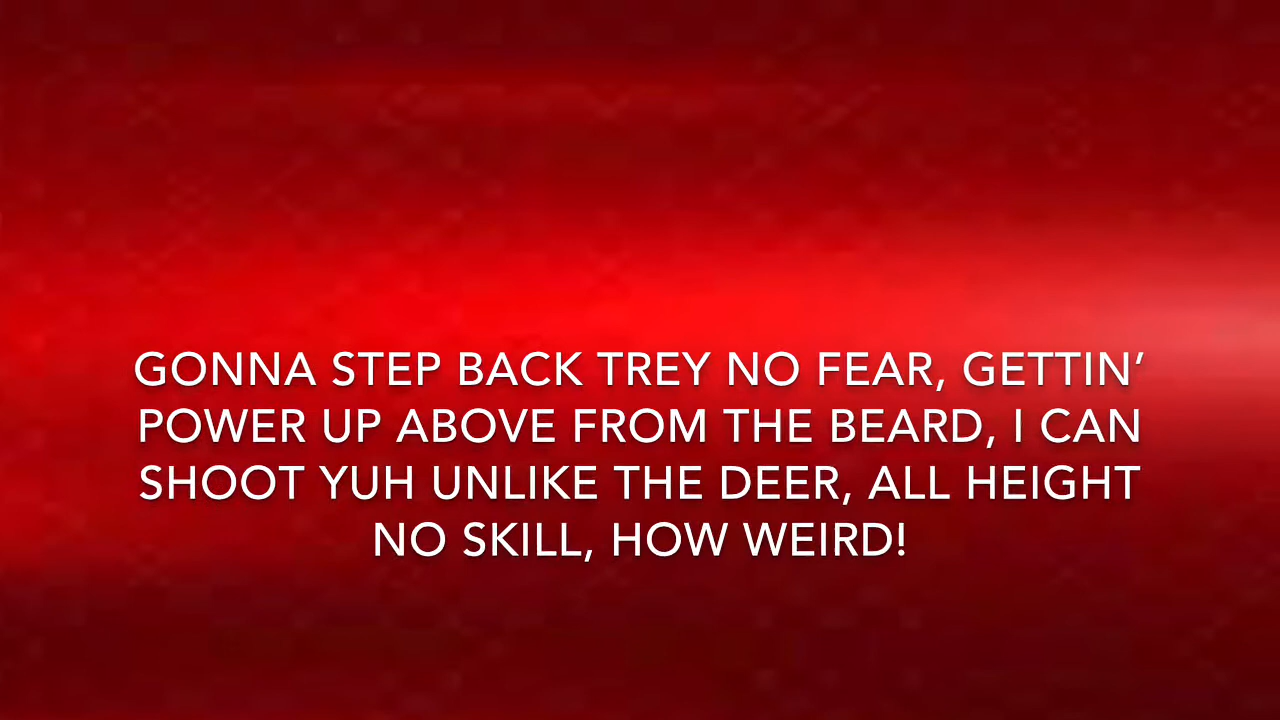 GONNA STEP BACK TREY NO FEAR, GETTIN’
POWER UP ABOVE FROM THE BEARD, I CAN
SHOOT YUH UNLIKE THE DEER, ALL HEIGHT
NO SKILL, HOW WEIRD!